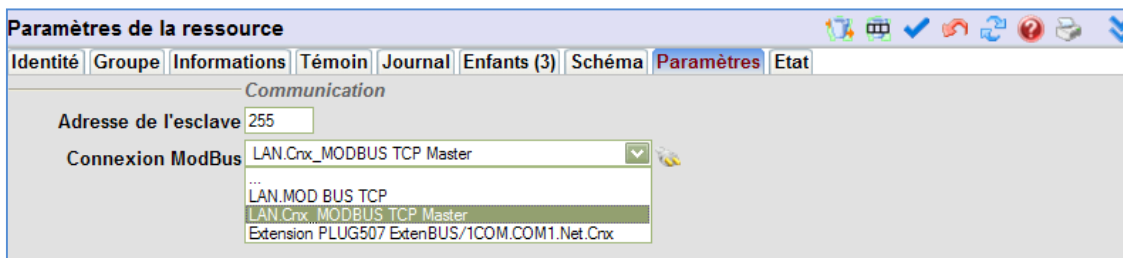 Paramètres de la ressource
Identité Groupe Informations Témoin Journal Enfants (3) Schéma Paramètres Etat
Communication
Adresse de l'esclave 255
Connexion ModBus LAN.Cnx_MODBUS TCP Master
...
LAN.MOD BUS TCP
LAN.Cnx_MODBUS TCP Master
Extension PLUG507 ExtenBUS/1COM.COM1.Net.Cnx